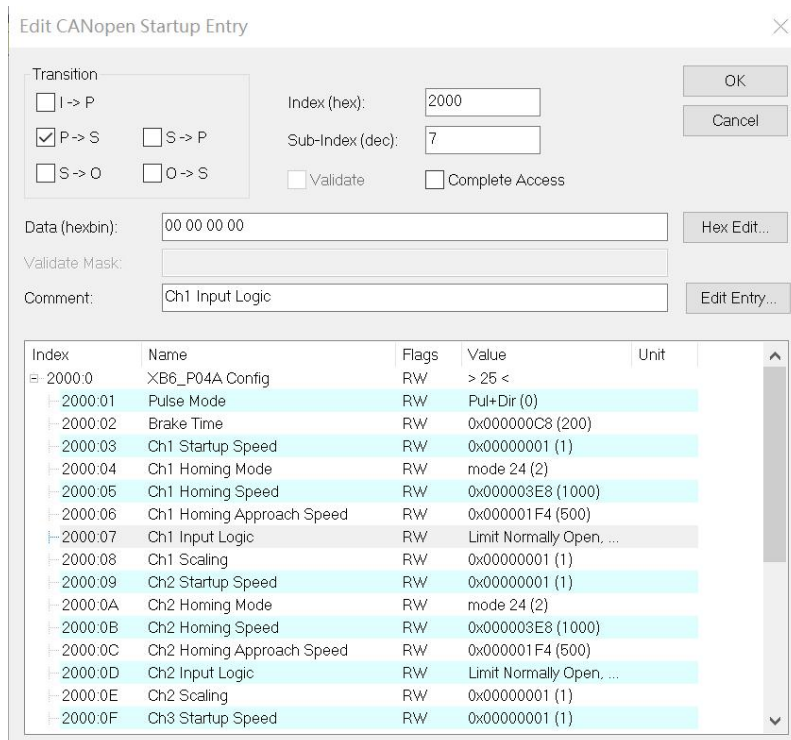 Edit CANopen Startup Entry
Transition
I -> P
P -> S
S -> P
S -> O
O -> S
Index (hex): 2000
Sub-Index (dec): 7
Validate
Complete Access
OK
Cancel
Data (hexbin): 00 00 00 00
Hex Edit...
Validate Mask:
Comment: Ch1 Input Logic
Edit Entry...
Index Name Flags Value Unit
2000:0 XB6_P04A Config RW > 25 <
2000:01 Pulse Mode RW Pul+Dir (0)
2000:02 Brake Time RW 0x000000C8 (200)
2000:03 Ch1 Startup Speed RW 0x00000001 (1)
2000:04 Ch1 Homing Mode RW mode 24 (2)
2000:05 Ch1 Homing Speed RW 0x000003E8 (1000)
2000:06 Ch1 Homing Approach Speed RW 0x000001F4 (500)
2000:07 Ch1 Input Logic RW Limit Normally Open, ...
2000:08 Ch1 Scaling RW 0x00000001 (1)
2000:09 Ch2 Startup Speed RW 0x00000001 (1)
2000:0A Ch2 Homing Mode RW mode 24 (2)
2000:0B Ch2 Homing Speed RW 0x000003E8 (1000)
2000:0C Ch2 Homing Approach Speed RW 0x000001F4 (500)
2000:0D Ch2 Input Logic RW Limit Normally Open, ...
2000:0E Ch2 Scaling RW 0x00000001 (1)
2000:0F Ch3 Startup Speed RW 0x00000001 (1)